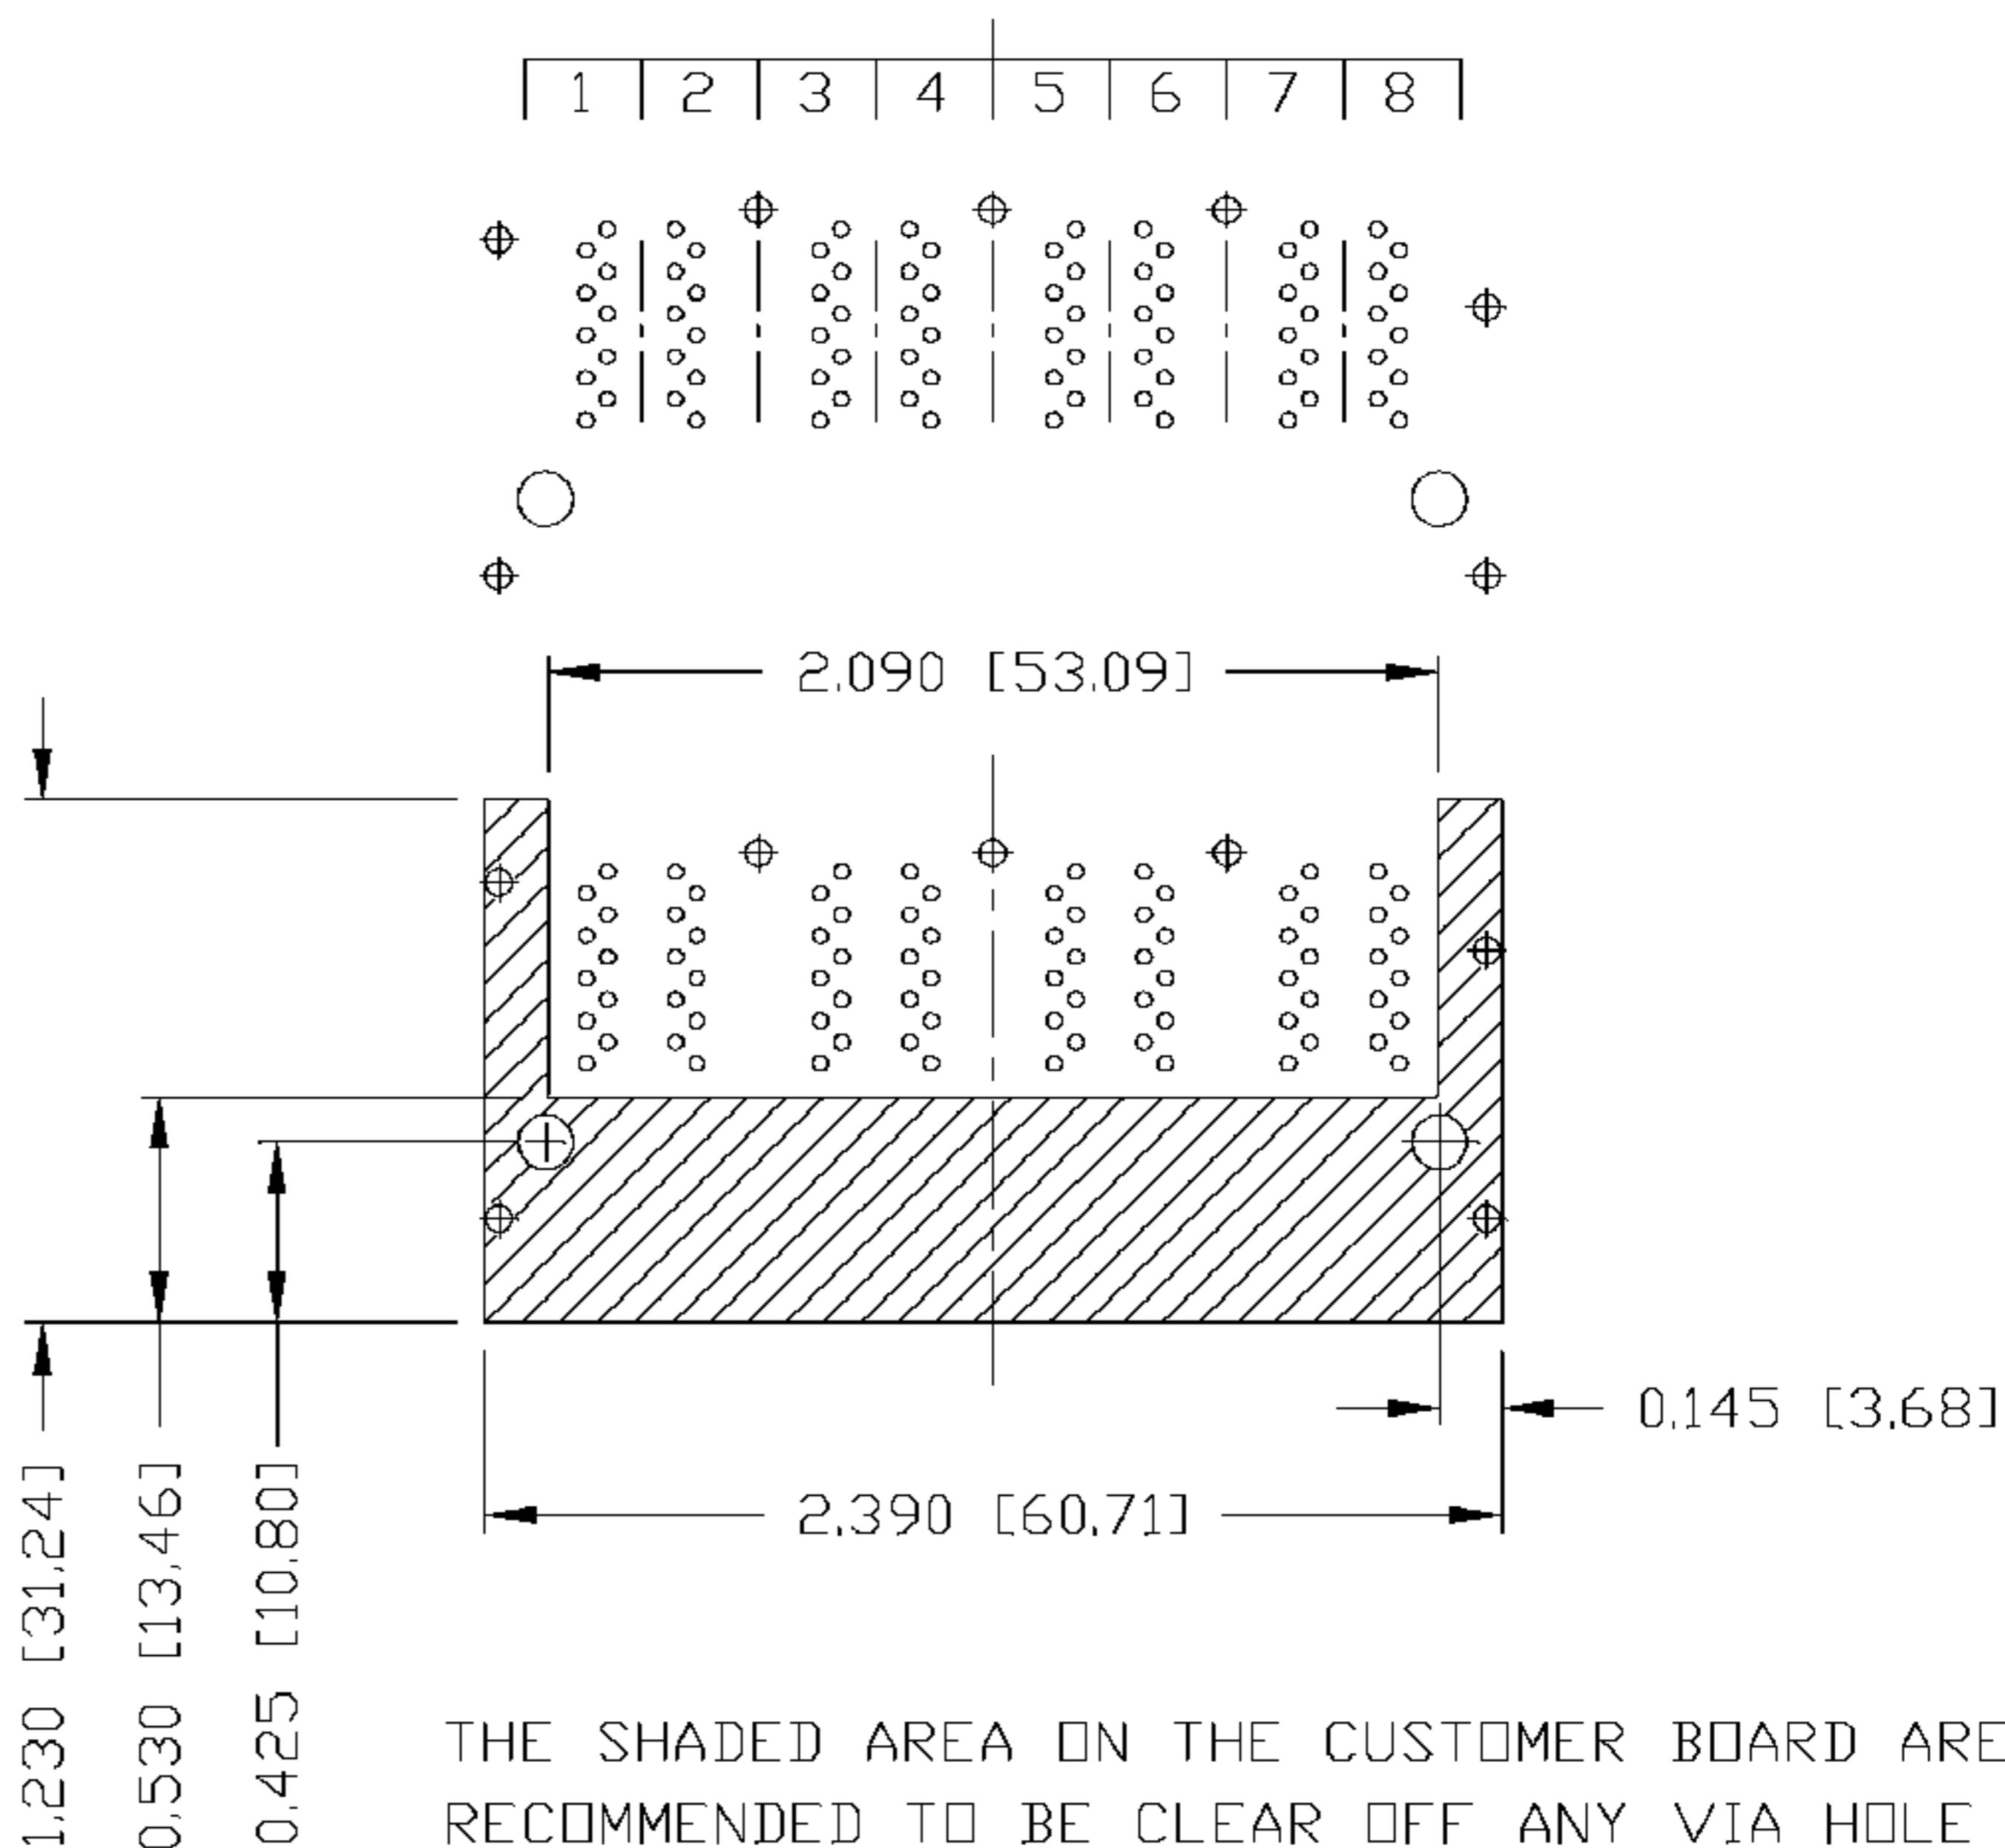 1 2 3 4 5 6 7 8
2.090 [53.09]
0.145 [3.68]
2.390 [60.71]
1.230 [31.24]
0.530 [13.46]
0.425 [10.80]
THE SHADED AREA ON THE CUSTOMER BOARD ARE
RECOMMENDED TO BE CLEAR OFF ANY VIA HOLE